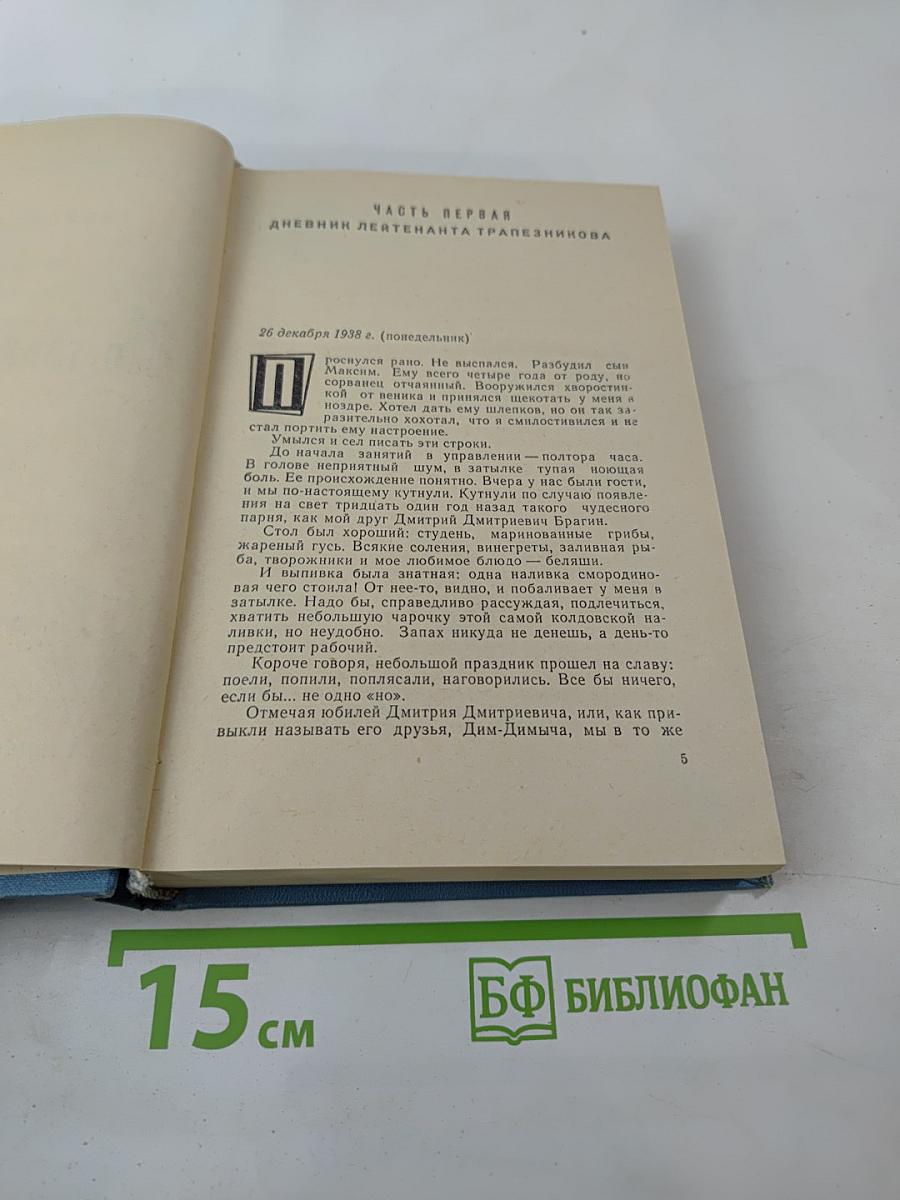 ЧАСТЬ ПЕРВАЯ
ДНЕВНИК ЛЕЙТЕНАНТА ТРАПЕЗНИКОВА
26 декабря 1938 г. (понедельник)
Проснулся рано. Не выспался. Разбудил сын
Максим. Ему всего четыре года от роду, но
сорванец отчаянный. Вооружился хворостин-
кой от веника и принялся щекотать у меня в
ноздре. Хотел дать ему шлепков, но он так за-
разительно хохотал, что я смилостивился и не
стал портить ему настроение.
Умылся и сел писать эти строки.
До начала занятий в управлении — полтора часа.
В голове неприятный шум, в затылке тупая ноющая
боль. Ее происхождение понятно. Вчера у нас были гости,
и мы по-настоящему кутнули. Кутнули по случаю появле-
ния на свет тридцать один год назад такого чудесного
парня, как мой друг Дмитрий Дмитриевич Брагин.
Стол был хороший: студень, маринованные грибы,
жареный гусь. Всякие соления, винегреты, заливная ры-
ба, творожники и мое любимое блюдо — беляши.
И выпивка была знатная: одна наливка смородино-
вая чего стоила! От нее-то, видно, и побаливает у меня в
затылке. Надо бы, справедливо рассуждая, подлечиться,
хватить небольшую чарочку этой самой колдовской на-
ливки, но неудобно. Запах никуда не денешь, а день-то
предстоит рабочий.
Короче говоря, небольшой праздник прошел на славу:
поели, попили, поплясали, наговорились. Все бы ничего,
если бы... не одно «но».
Отмечая юбилей Дмитрия Дмитриевича, или, как при-
выкли называть его друзья, Дим-Димыча, мы в то же
5
15 см
БФ БИБЛИОФАН